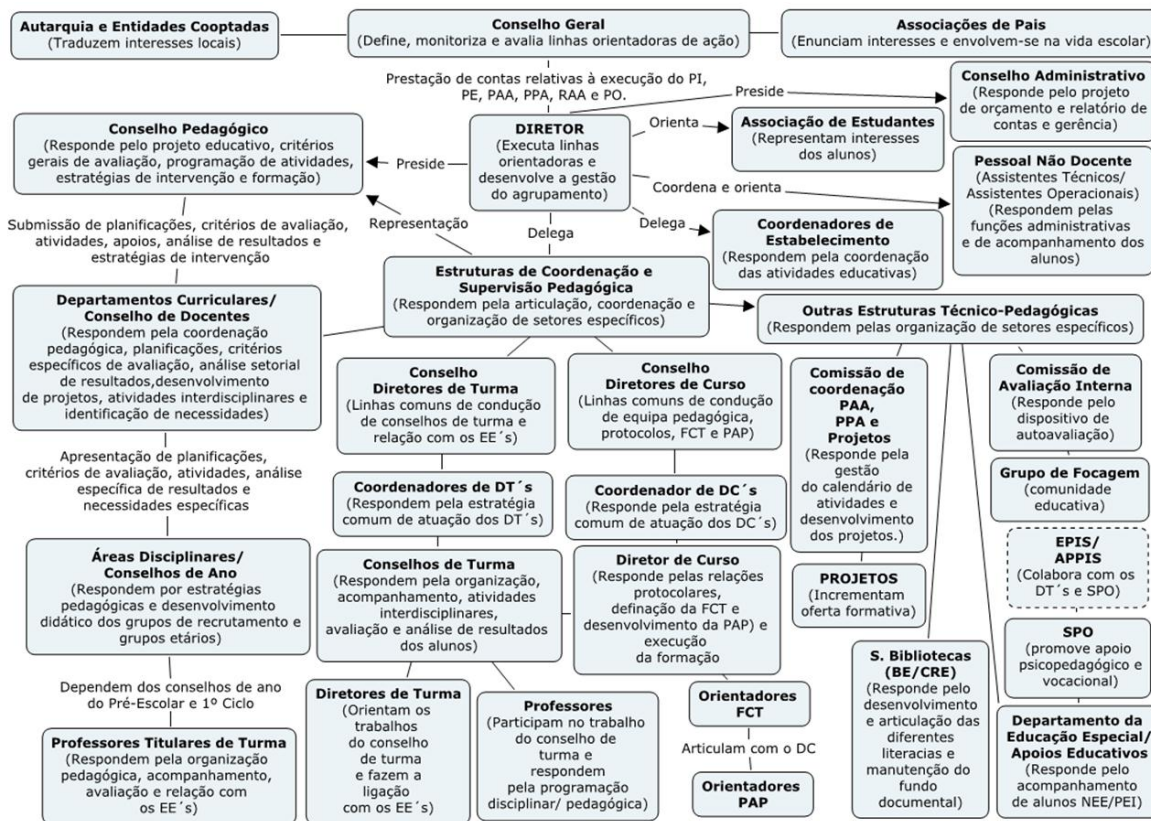 Autarquia e Entidades Cooptadas
(Traduzem interesses locais)
Conselho Geral
(Define, monitoriza e avalia linhas orientadoras de ação)
Associações de Pais
(Enunciam interesses e envolvem-se na vida escolar)
Prestação de contas relativas à execução do PI,
PE, PAA, PPA, RAA e PO.
Preside
Conselho Administrativo
(Responde pelo projeto
de orçamento e relatório de
contas e gerência)
Conselho Pedagógico
(Responde pelo projeto educativo, critérios
gerais de avaliação, programação de atividades,
estratégias de intervenção e formação)
Preside
DIRETOR
(Executa linhas
orientadoras e
desenvolve a gestão
do agrupamento)
Orienta
Associação de Estudantes
(Representam interesses
dos alunos)
Coordena e orienta
Pessoal Não Docente
(Assistentes Técnicos/
Assistentes Operacionais)
(Respondem pelas
funções administrativas
e de acompanhamento dos
alunos)
Submissão de planificações, critérios de avaliação,
atividades, apoios, análise de resultados e
estratégias de intervenção
Representação
Delega
Delega
Coordenadores de
Estabelecimento
(Respondem pela coordenação
das atividades educativas)
Estruturas de Coordenação e
Supervisão Pedagógica
(Respondem pela articulação, coordenação e
organização de setores específicos)
Departamentos Curriculares/
Conselho de Docentes
(Respondem pela coordenação
pedagógica, planificações, critérios
específicos de avaliação, análise setorial
de resultados,desenvolvimento
de projetos, atividades interdisciplinares e
identificação de necessidades)
Outras Estruturas Técnico-Pedagógicas
(Respondem pelas organização de setores específicos)
Conselho
Diretores de Turma
(Linhas comuns de condução
de conselhos de turma e
relação com os EE´s)
Conselho
Diretores de Curso
(Linhas comuns de condução
de equipa pedagógica,
protocolos, FCT e PAP)
Comissão de
coordenação
PAA,
PPA e
Projetos
(Responde pela
gestão
do calendário de
atividades e
desenvolvimento
dos projetos.)
Comissão de
Avaliação Interna
(Responde pelo
dispositivo de
autoavaliação)
Apresentação de planificações,
critérios de avaliação, atividades, análise
específica de resultados e
necessidades específicas
Coordenadores de DT´s
(Respondem pela estratégia
comum de atuação dos DT´s)
Coordenador de DC´s
(Responde pela estratégia
comum de atuação dos DC´s)
Grupo de Focagem
(comunidade
educativa)
Áreas Disciplinares/
Conselhos de Ano
(Respondem por estratégias
pedagógicas e desenvolvimento
didático dos grupos de recrutamento e
grupos etários)
Conselhos de Turma
(Respondem pela organização,
acompanhamento, atividades
interdisciplinares,
avaliação e análise de resultados
dos alunos)
Diretor de Curso
(Responde pelas relações
protocolares,
definação da FCT e
desenvolvimento da PAP) e
execução
da formação
PROJETOS
(Incrementam
oferta formativa)
EPIS/
APPIS
(Colabora com os
DT´s e SPO)
SPO
(promove apoio
psicopedagógico e
vocacional)
Dependem dos conselhos de ano
do Pré-Escolar e 1º Ciclo
Professores Titulares de Turma
(Respondem pela organização
pedagógica, acompanhamento,
avaliação e relação com
os EE´s)
Diretores de Turma
(Orientam os
trabalhos
do conselho
de turma
e fazem a
ligação
com os EE´s)
Professores
(Participam no trabalho
do conselho de
turma e
respondem
pela programação
disciplinar/ pedagógica)
Orientadores
FCT
Articulam com o DC
Orientadores
PAP
S. Bibliotecas
(BE/CRE)
(Responde pelo
desenvolvimento
e articulação das
diferentes
literacias e
manutenção do
fundo
documental)
Departamento da
Educação Especial/
Apoios Educativos
(Responde pelo
acompanhamento
de alunos NEE/PEI)